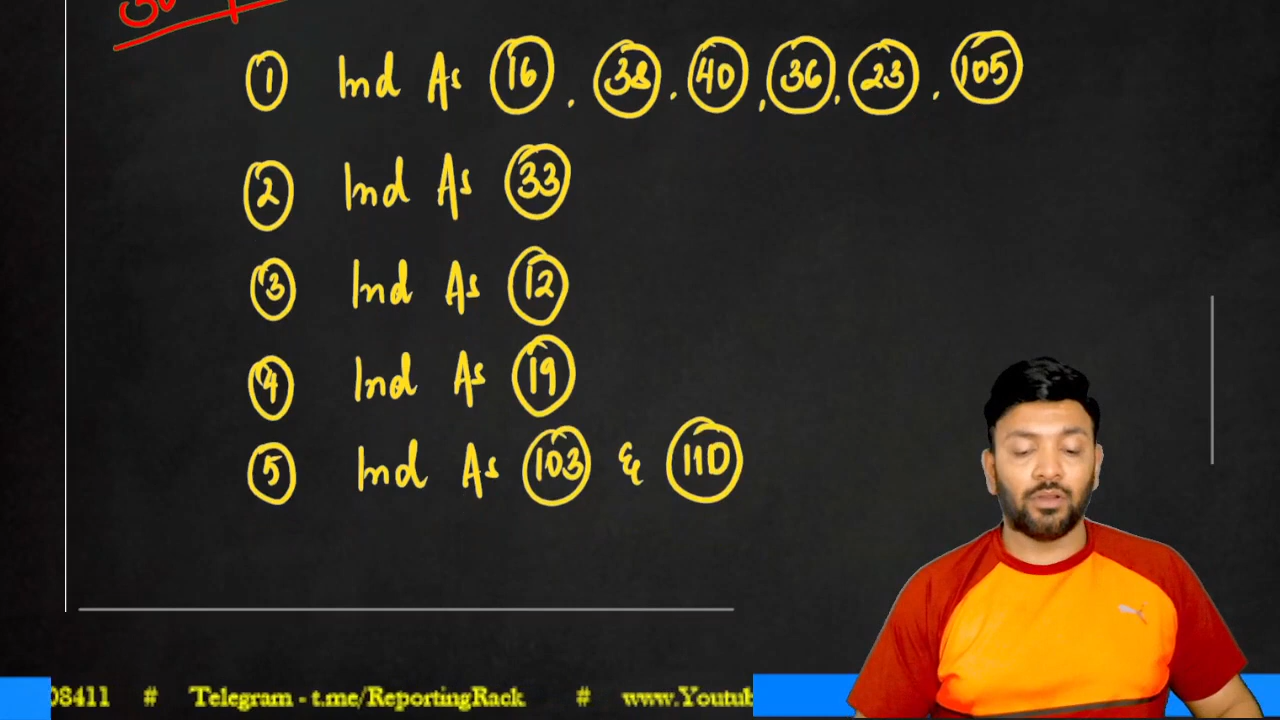 1 Ind As 16, 38, 40, 36, 23, 105
2 Ind As 33
3 Ind As 12
4 Ind As 19
5 Ind As 103 & 110
08411 # Telegram - t.me/ReportingRack # www.Youtub